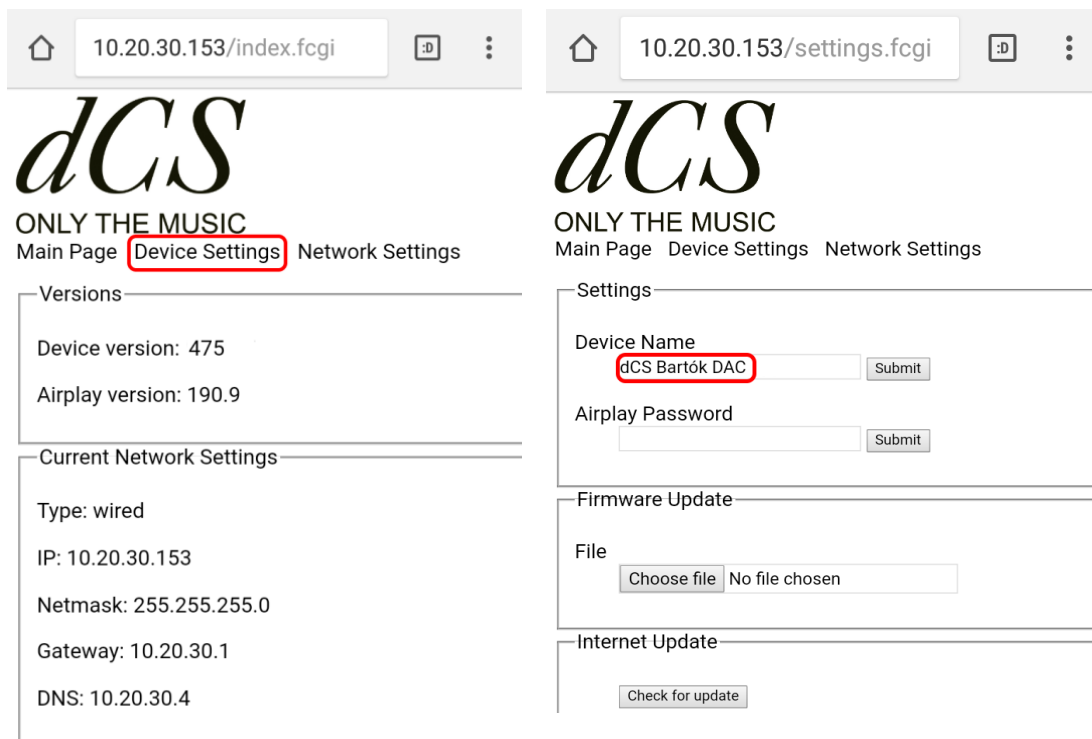 10.20.30.153/index.fcgi
:D
dCS
ONLY THE MUSIC
Main Page Device Settings Network Settings
Versions
Device version: 475
Airplay version: 190.9
Current Network Settings
Type: wired
IP: 10.20.30.153
Netmask: 255.255.255.0
Gateway: 10.20.30.1
DNS: 10.20.30.4
10.20.30.153/settings.fcgi
:D
dCS
ONLY THE MUSIC
Main Page Device Settings Network Settings
Settings
Device Name
dCS Bartók DAC Submit
Airplay Password
Submit
Firmware Update
File
Choose file No file chosen
Internet Update
Check for update